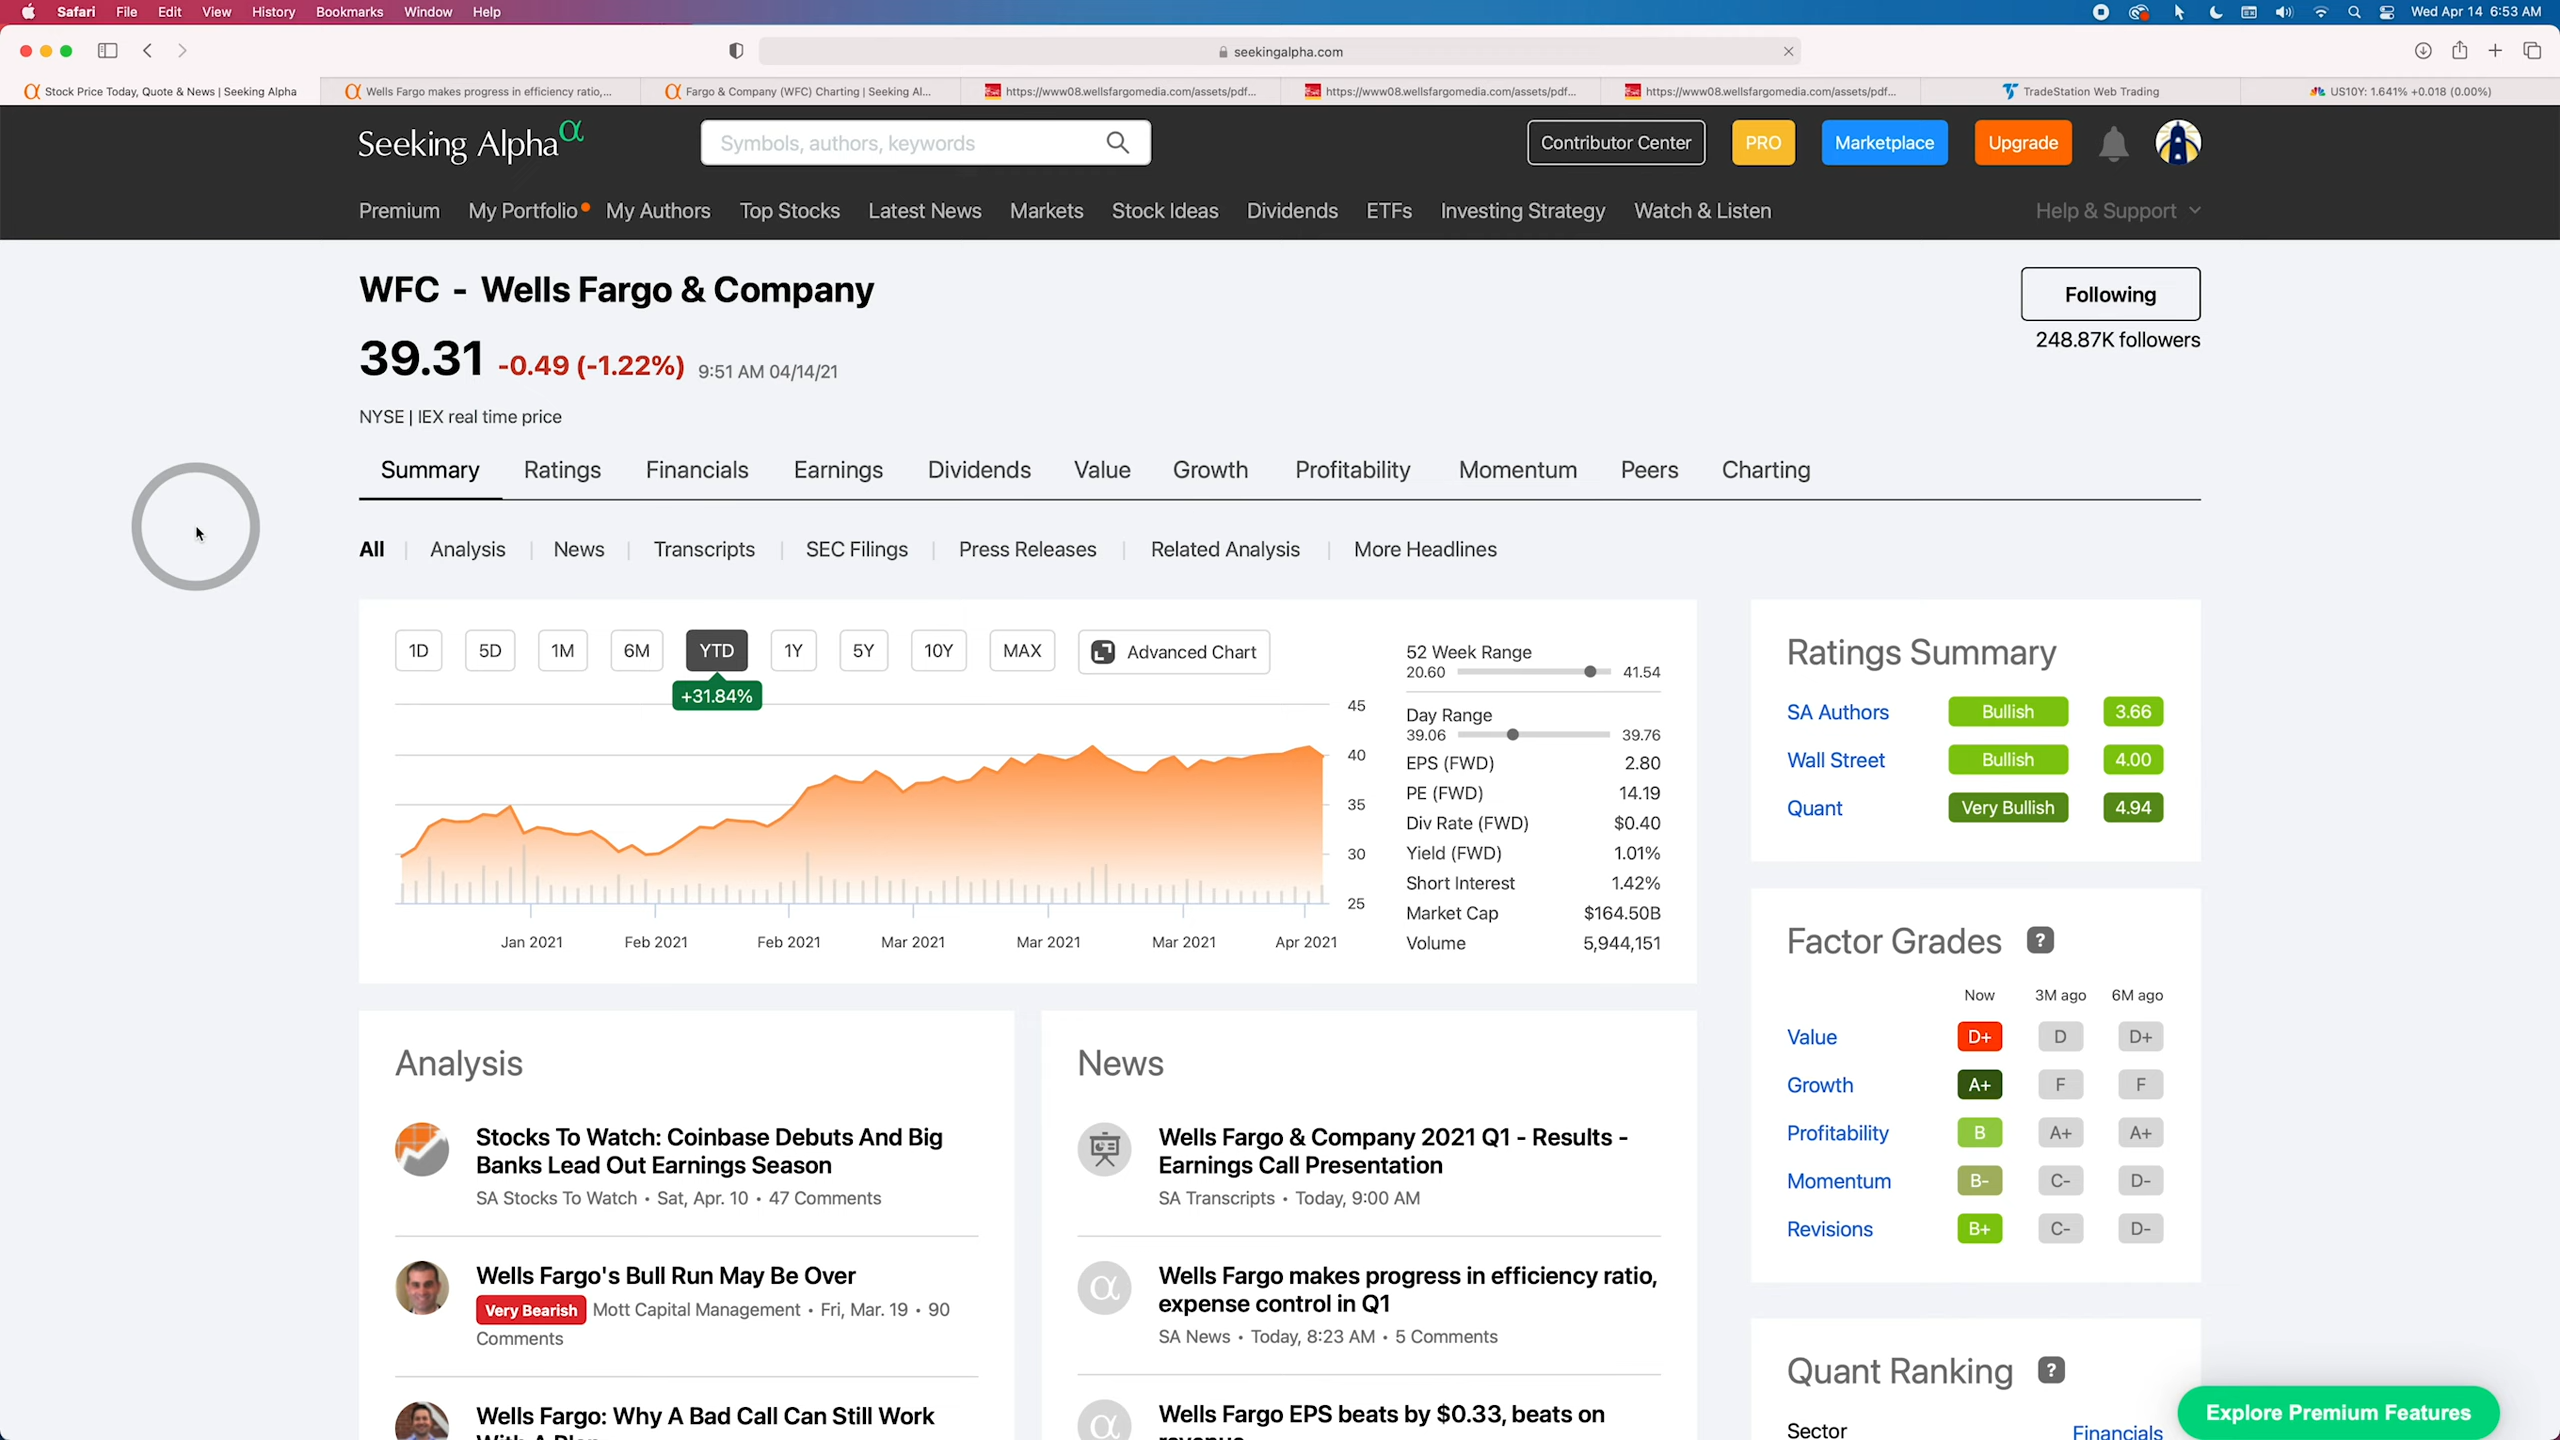 Safari File Edit View History Bookmarks Window Help Wed Apr 14 6:53 AM
seekingalpha.com
Stock Price Today, Quote & News | Seeking Alpha
Wells Fargo makes progress in efficiency ratio,...
Fargo & Company (WFC) Charting | Seeking Al...
https://www08.wellsfargomedia.com/assets/pdf...
https://www08.wellsfargomedia.com/assets/pdf...
https://www08.wellsfargomedia.com/assets/pdf...
TradeStation Web Trading
US10Y: 1.641% +0.018 (0.00%)
Seeking Alpha α
Symbols, authors, keywords
Contributor Center PRO Marketplace Upgrade
Premium My Portfolio My Authors Top Stocks Latest News Markets Stock Ideas Dividends ETFs Investing Strategy Watch & Listen Help & Support
WFC - Wells Fargo & Company
Following
248.87K followers
39.31 -0.49 (-1.22%) 9:51 AM 04/14/21
NYSE | IEX real time price
Summary Ratings Financials Earnings Dividends Value Growth Profitability Momentum Peers Charting
All | Analysis | News | Transcripts | SEC Filings | Press Releases | Related Analysis | More Headlines
1D 5D 1M 6M YTD 1Y 5Y 10Y MAX Advanced Chart
+31.84%
45
40
35
30
25
Jan 2021 Feb 2021 Feb 2021 Mar 2021 Mar 2021 Mar 2021 Apr 2021
52 Week Range
20.60 41.54
Day Range
39.06 39.76
EPS (FWD) 2.80
PE (FWD) 14.19
Div Rate (FWD) $0.40
Yield (FWD) 1.01%
Short Interest 1.42%
Market Cap $164.50B
Volume 5,944,151
Ratings Summary
SA Authors Bullish 3.66
Wall Street Bullish 4.00
Quant Very Bullish 4.94
Factor Grades ?
Now 3M ago 6M ago
Value D+ D D+
Growth A+ F F
Profitability B A+ A+
Momentum B- C- D-
Revisions B+ C- D-
Quant Ranking ?
Sector Financials
Explore Premium Features
Analysis
Stocks To Watch: Coinbase Debuts And Big
Banks Lead Out Earnings Season
SA Stocks To Watch • Sat, Apr. 10 • 47 Comments
Wells Fargo's Bull Run May Be Over
Very Bearish Mott Capital Management • Fri, Mar. 19 • 90
Comments
Wells Fargo: Why A Bad Call Can Still Work
News
Wells Fargo & Company 2021 Q1 - Results -
Earnings Call Presentation
SA Transcripts • Today, 9:00 AM
Wells Fargo makes progress in efficiency ratio,
expense control in Q1
SA News • Today, 8:23 AM • 5 Comments
Wells Fargo EPS beats by $0.33, beats on